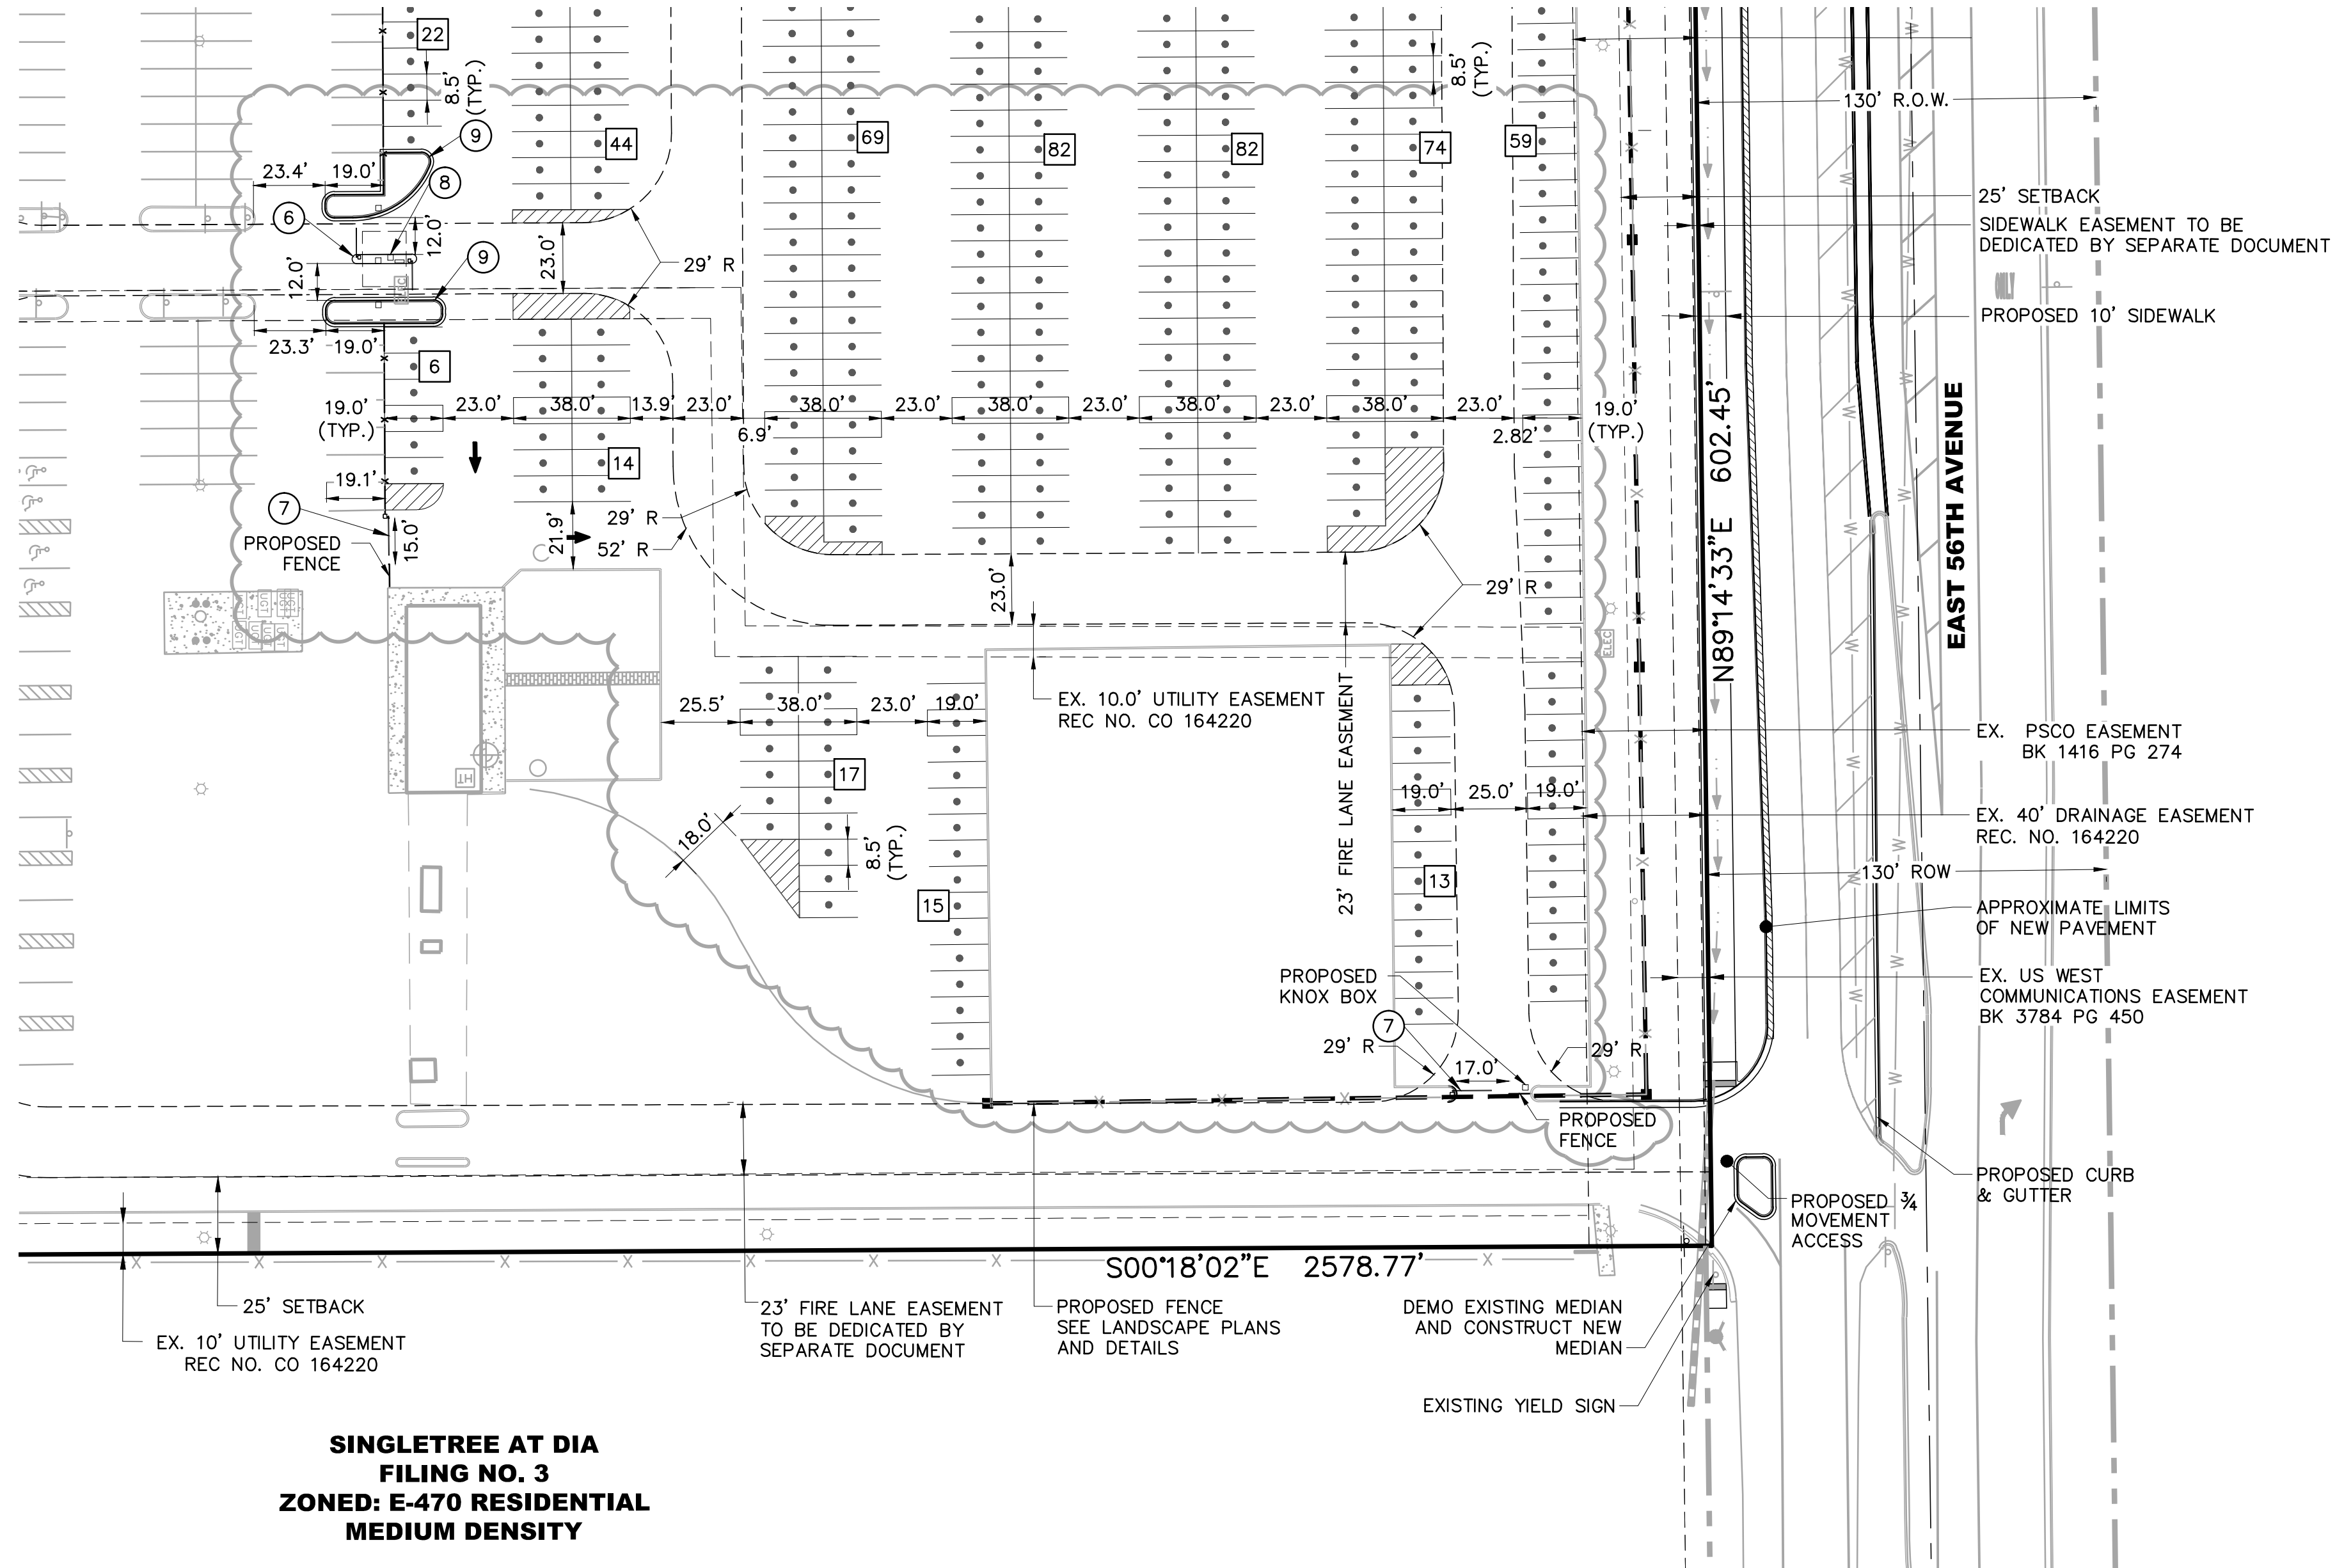 22
8.5'
(TYP.)
9
44
69
82
82
74
59
8.5'
(TYP.)
130' R.O.W.
23.4'
19.0'
8
6
12.0'
12.0'
9
23.0'
29' R
25' SETBACK
SIDEWALK EASEMENT TO BE
DEDICATED BY SEPARATE DOCUMENT
ONLY
PROPOSED 10' SIDEWALK
23.3'
19.0'
6
19.0'
(TYP.)
23.0'
38.0'
13.9'
23.0'
6.9'
38.0'
23.0'
38.0'
23.0'
38.0'
23.0'
38.0'
23.0'
2.82'
19.0'
(TYP.)
N89°14'33"E 602.45'
EAST 56TH AVENUE
14
19.1'
7
15.0'
PROPOSED
FENCE
21.9'
29' R
52' R
23.0'
29' R
UGT
UGT
UGT
UGT
UGT
UGT
UGT
ELEC
HT
25.5'
38.0'
23.0'
19.0'
EX. 10.0' UTILITY EASEMENT
REC NO. CO 164220
23' FIRE LANE EASEMENT
EX. PSCO EASEMENT
BK 1416 PG 274
17
18.0'
8.5'
(TYP.)
19.0'
25.0'
19.0'
EX. 40' DRAINAGE EASEMENT
REC. NO. 164220
15
13
130' ROW
APPROXIMATE LIMITS
OF NEW PAVEMENT
PROPOSED
KNOX BOX
EX. US WEST
COMMUNICATIONS EASEMENT
BK 3784 PG 450
7
29' R
29' R
17.0'
PROPOSED
FENCE
PROPOSED CURB
& GUTTER
PROPOSED ¾
MOVEMENT
ACCESS
S00°18'02"E 2578.77'
25' SETBACK
EX. 10' UTILITY EASEMENT
REC NO. CO 164220
23' FIRE LANE EASEMENT
TO BE DEDICATED BY
SEPARATE DOCUMENT
PROPOSED FENCE
SEE LANDSCAPE PLANS
AND DETAILS
DEMO EXISTING MEDIAN
AND CONSTRUCT NEW
MEDIAN
EXISTING YIELD SIGN
SINGLETREE AT DIA
FILING NO. 3
ZONED: E-470 RESIDENTIAL
MEDIUM DENSITY